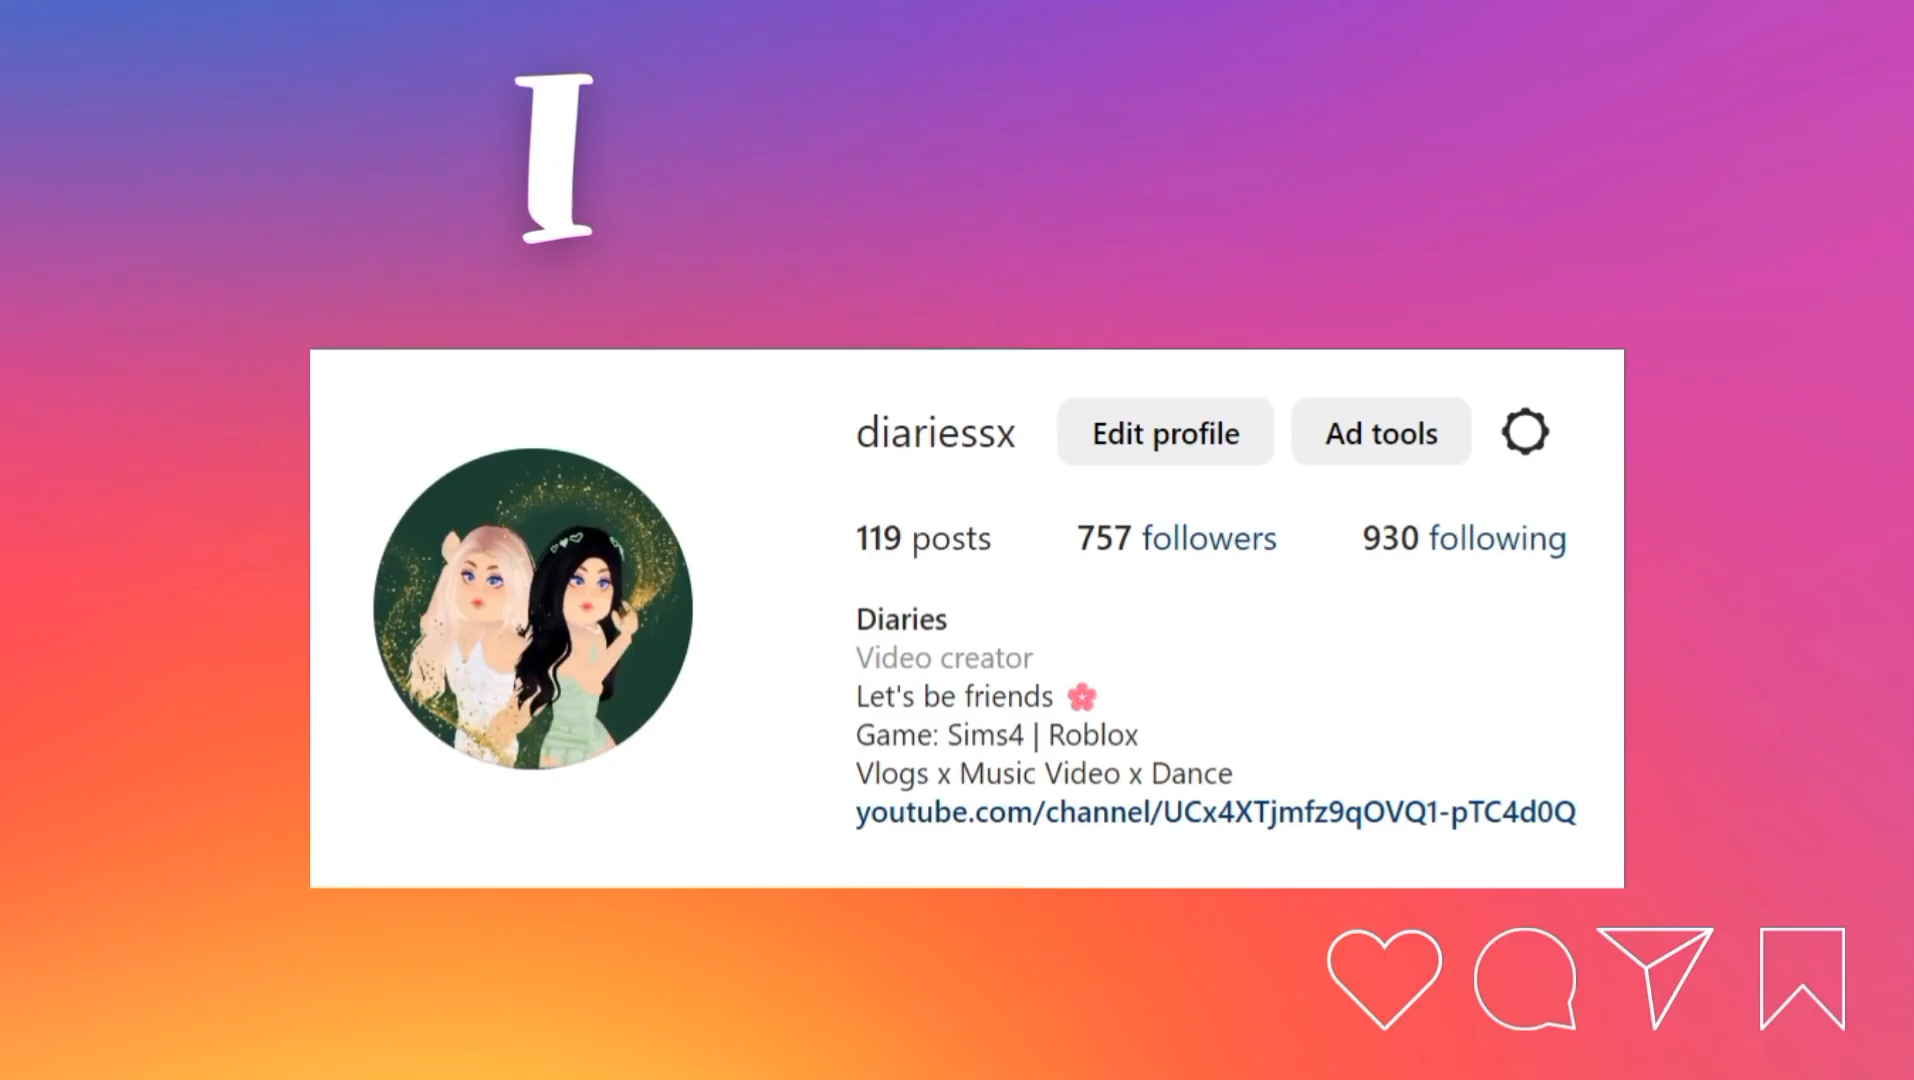 I
diariessx Edit profile Ad tools
119 posts 757 followers 930 following
Diaries
Video creator
Let's be friends 🌸
Game: Sims4 | Roblox
Vlogs x Music Video x Dance
youtube.com/channel/UCx4XTjmfz9qOVQ1-pTC4d0Q